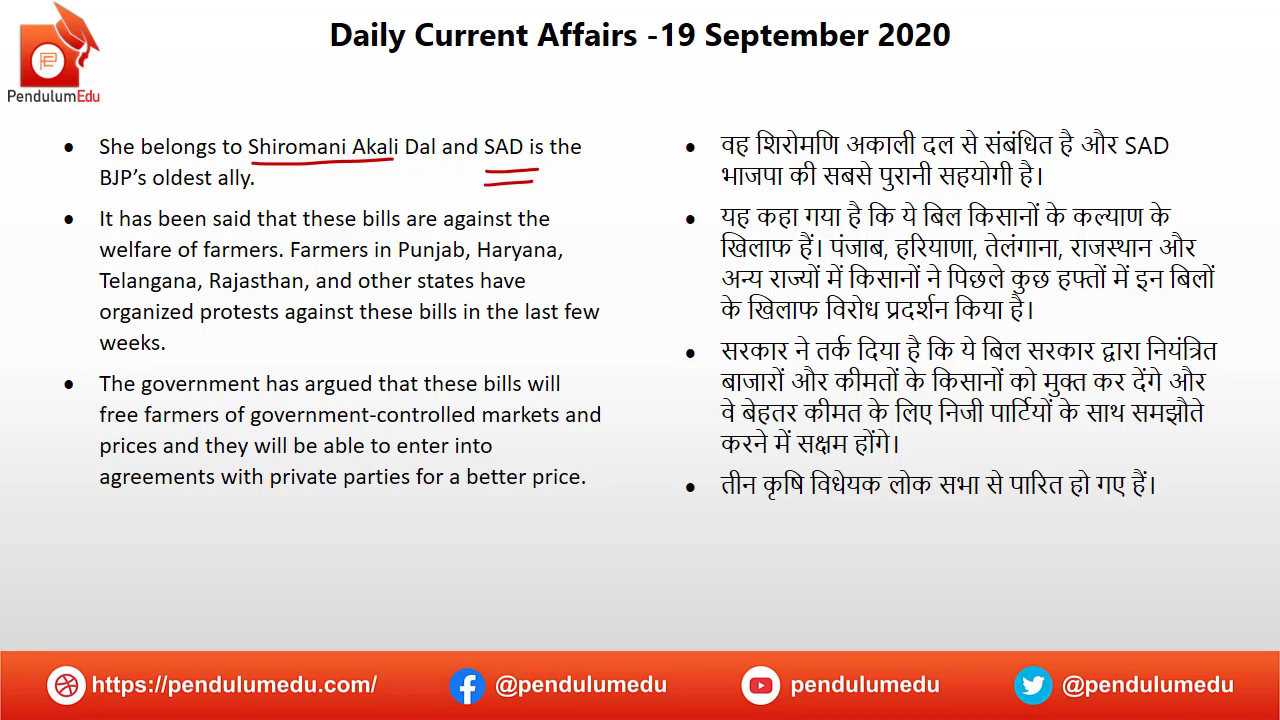 Daily Current Affairs -19 September 2020
PendulumEdu
• She belongs to Shiromani Akali Dal and SAD is the
BJP’s oldest ally.
• It has been said that these bills are against the
welfare of farmers. Farmers in Punjab, Haryana,
Telangana, Rajasthan, and other states have
organized protests against these bills in the last few
weeks.
• The government has argued that these bills will
free farmers of government-controlled markets and
prices and they will be able to enter into
agreements with private parties for a better price.
• वह शिरोमणि अकाली दल से संबंधित है और SAD
भाजपा की सबसे पुरानी सहयोगी है।
• यह कहा गया है कि ये बिल किसानों के कल्याण के
खिलाफ हैं। पंजाब, हरियाणा, तेलंगाना, राजस्थान और
अन्य राज्यों में किसानों ने पिछले कुछ हफ्तों में इन बिलों
के खिलाफ विरोध प्रदर्शन किया है।
• सरकार ने तर्क दिया है कि ये बिल सरकार द्वारा नियंत्रित
बाजारों और कीमतों के किसानों को मुक्त कर देंगे और
वे बेहतर कीमत के लिए निजी पार्टियों के साथ समझौते
करने में सक्षम होंगे।
• तीन कृषि विधेयक लोक सभा से पारित हो गए हैं।
https://pendulumedu.com/ @pendulumedu pendulumedu @pendulumedu